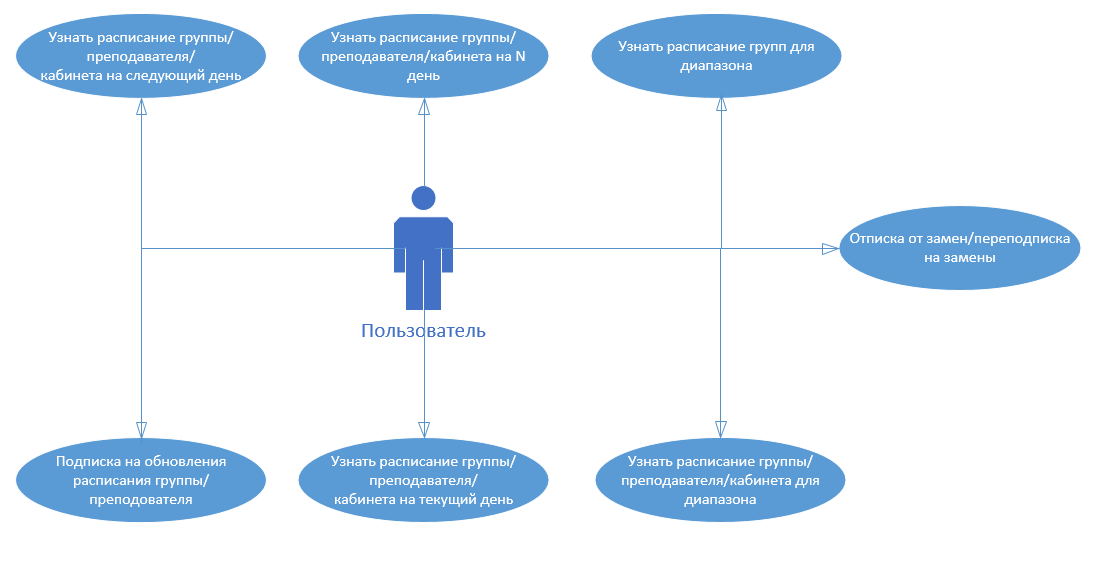 Узнать расписание группы/
преподавателя/
кабинета на следующий день
Узнать расписание группы/
преподавателя/кабинета на N
день
Узнать расписание групп для
диапазона
Отписка от замен/переподписка
на замены
Пользователь
Подписка на обновления
расписания группы/
преподователя
Узнать расписание группы/
преподавателя/
кабинета на текущий день
Узнать расписание группы/
преподавателя/кабинета для
диапазона